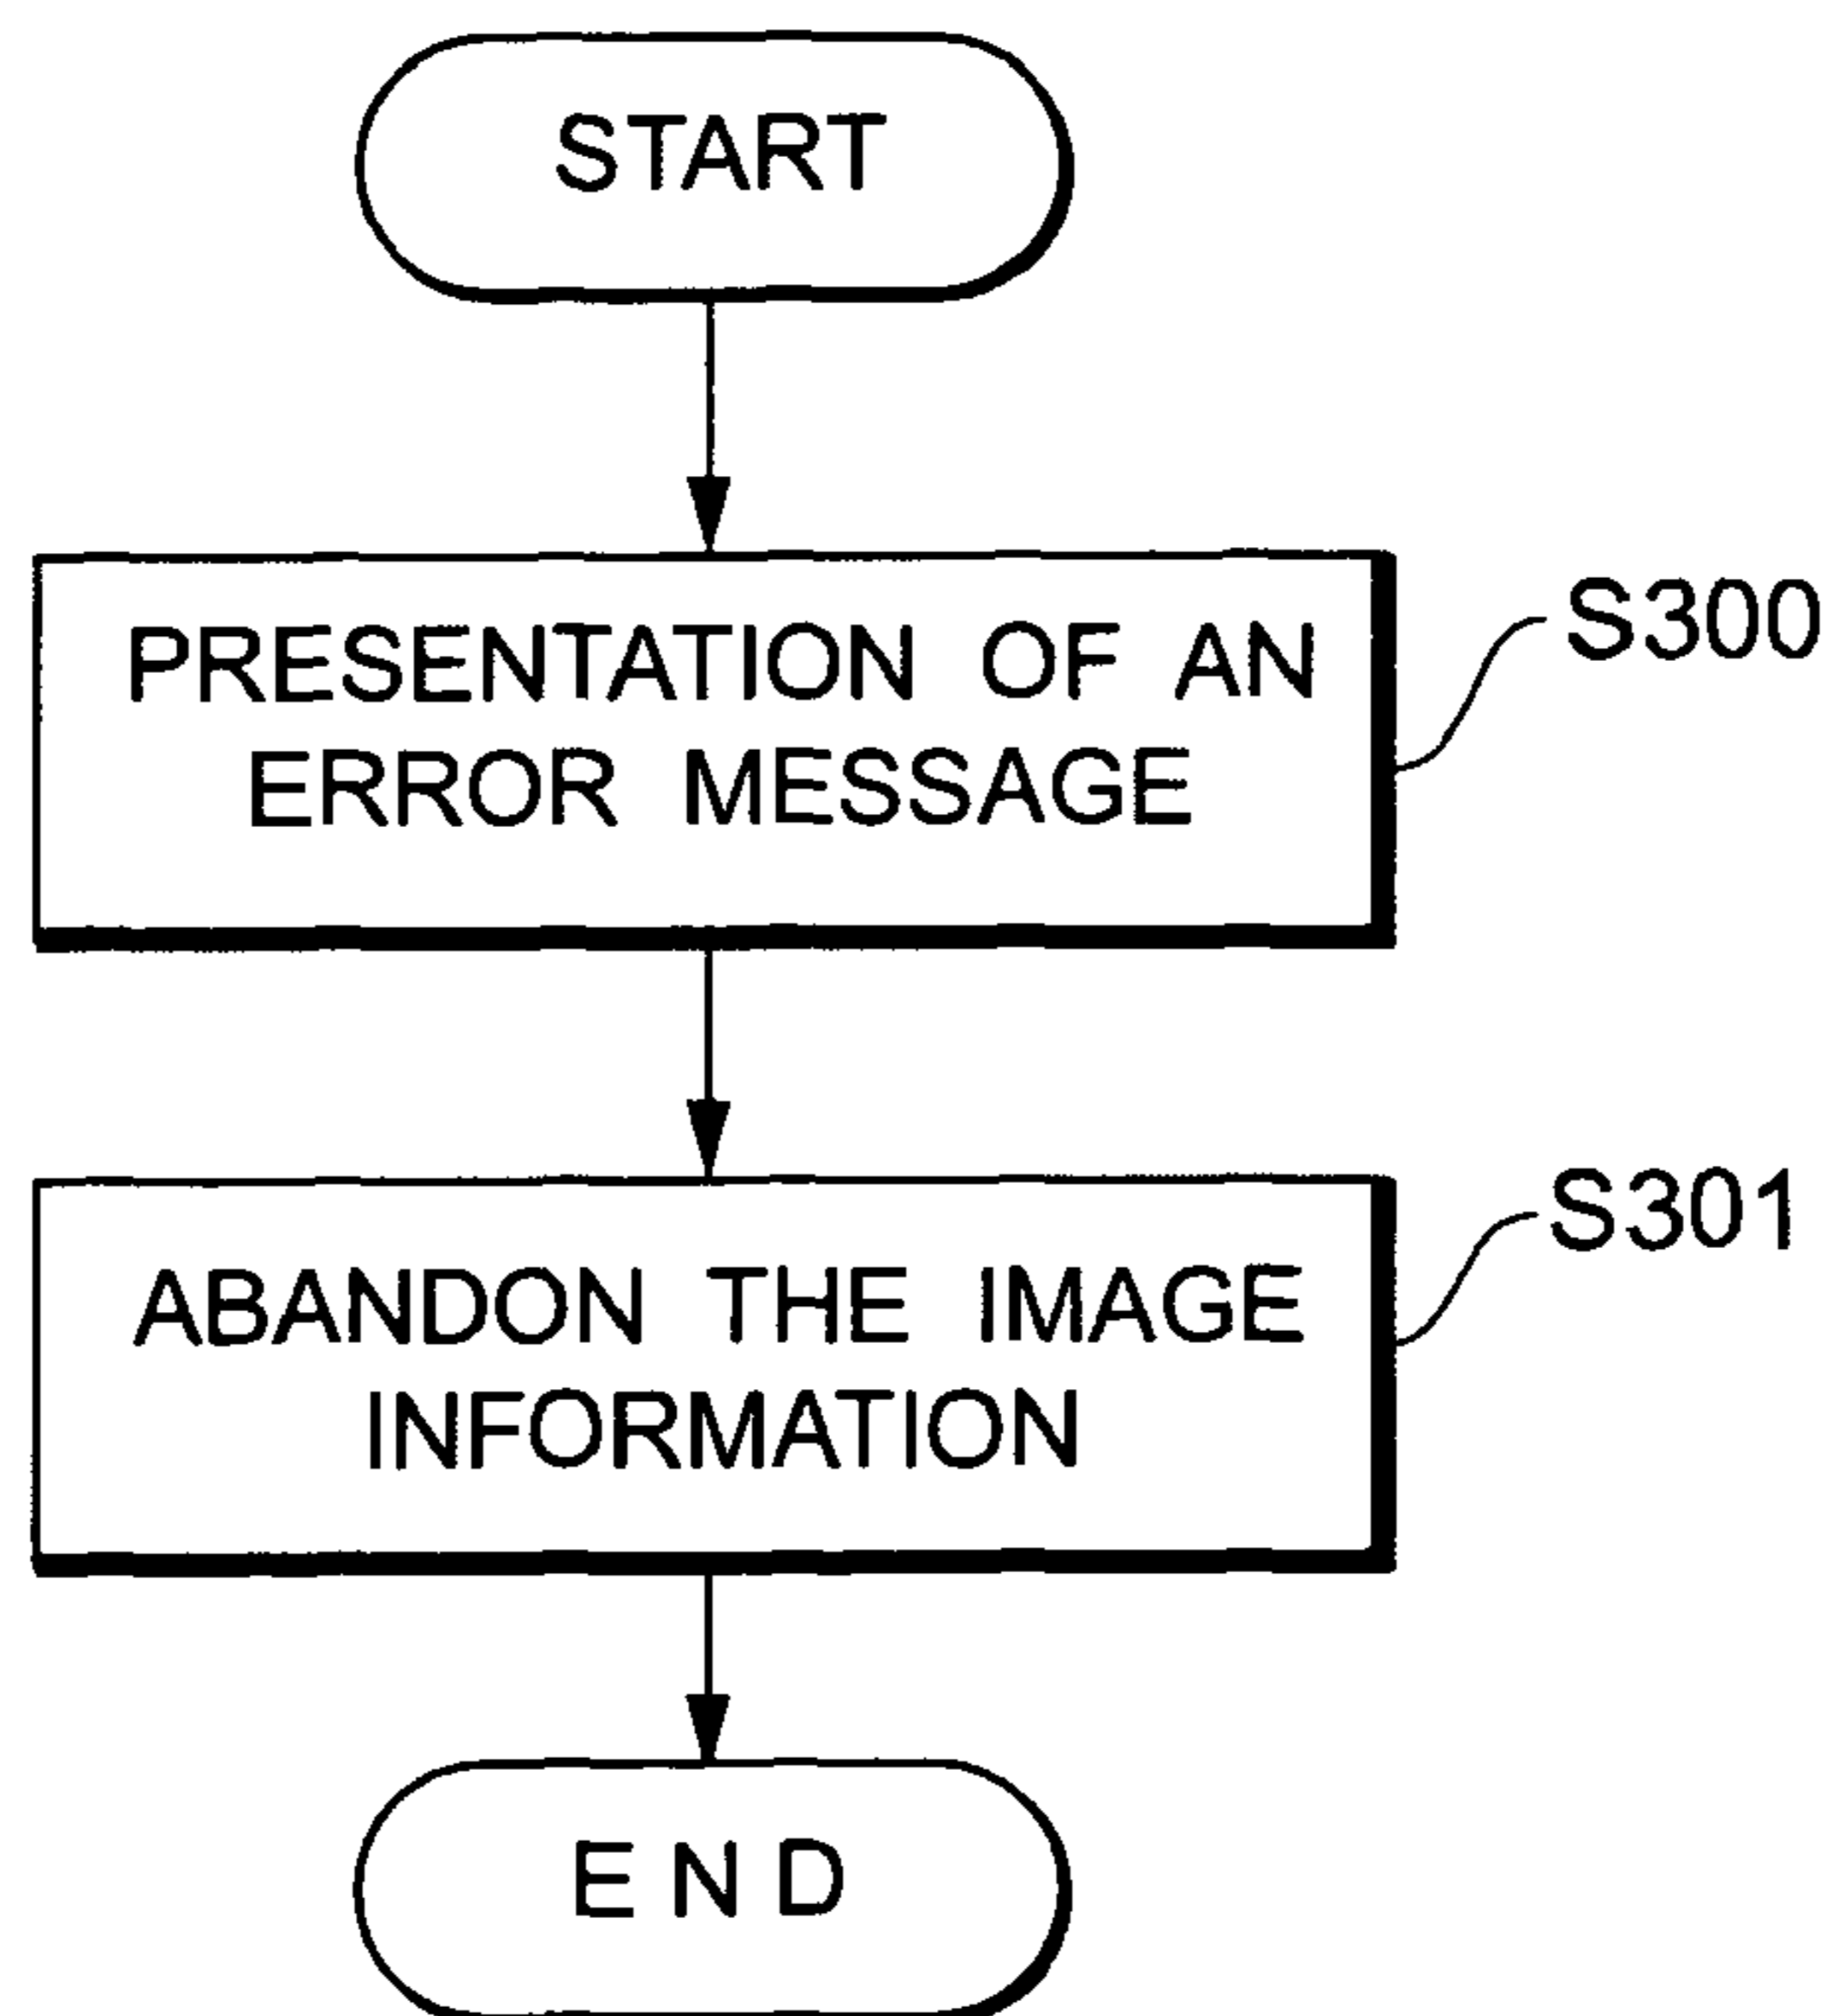 START
PRESENTATION OF AN
ERROR MESSAGE
S300
ABANDON THE IMAGE
INFORMATION
S301
END